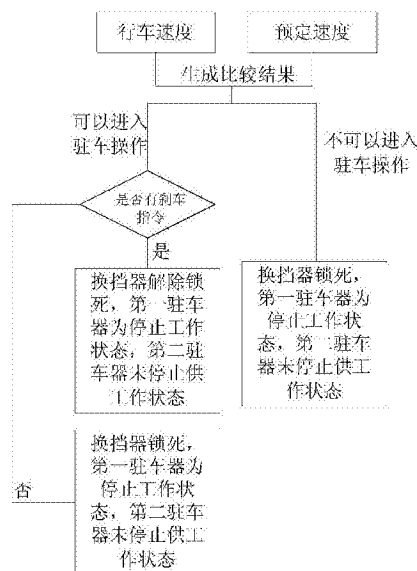 行车速度
预定速度
生成比较结果
可以进入
驻车操作
不可以进入
驻车操作
是否有刹车
指令
是
换挡器解除锁
死，第一驻车
器为停止工作
状态，第二驻
车器未停止供
工作状态
换挡器锁死，
第一驻车器为
停止工作状
态，第二驻车
器未停止供工
作状态
否
换挡器锁死，
第一驻车器为
停止工作状
态，第二驻车
器未停止供工
作状态